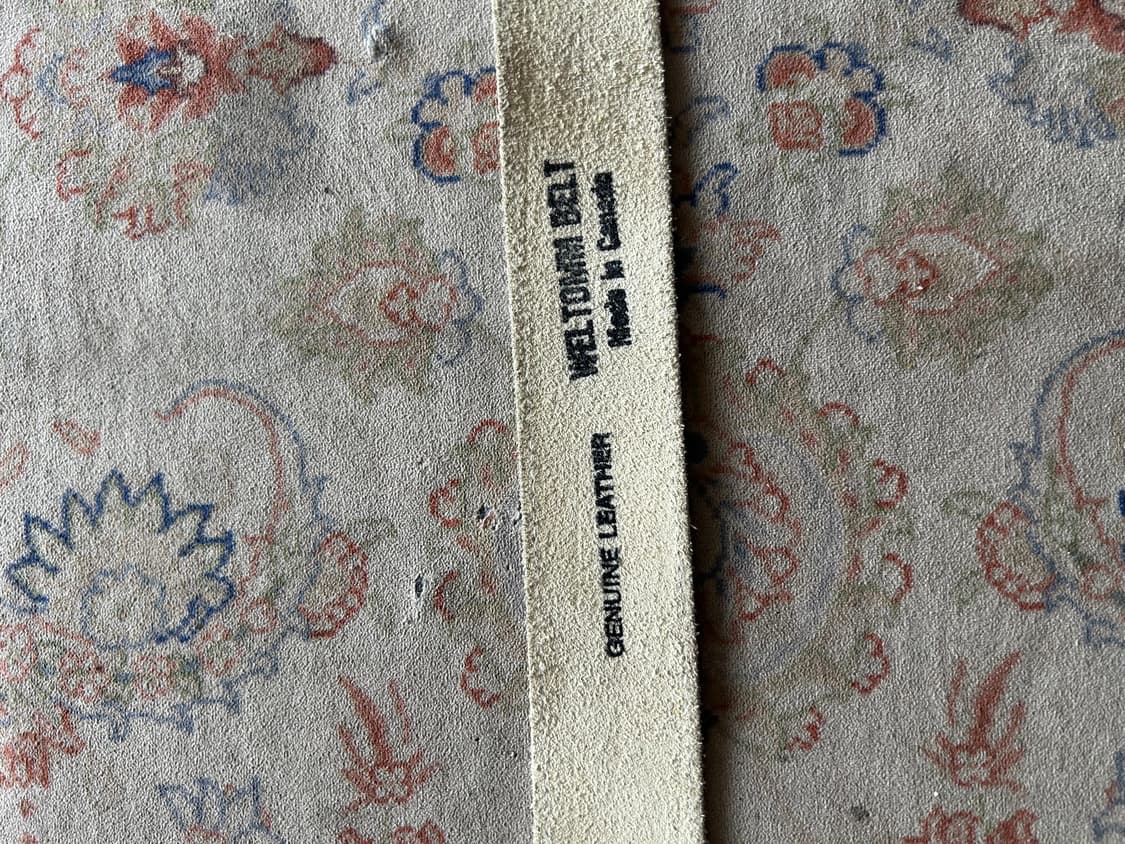 WELTOMM BELT
Made in Canada
GENUINE LEATHER